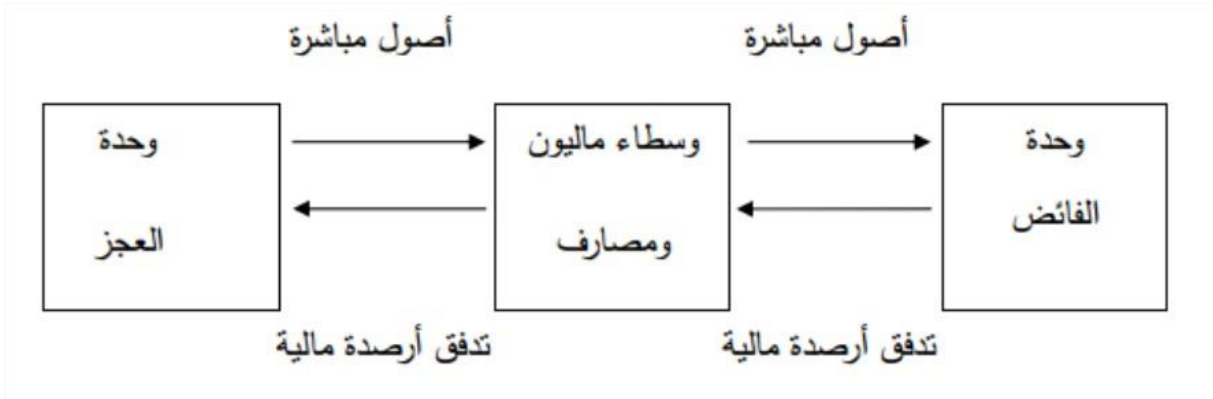 أصول مباشرة
أصول مباشرة
وحدة
الفائض
وسطاء ماليون
ومصارف
وحدة
العجز
تدفق أرصدة مالية
تدفق أرصدة مالية